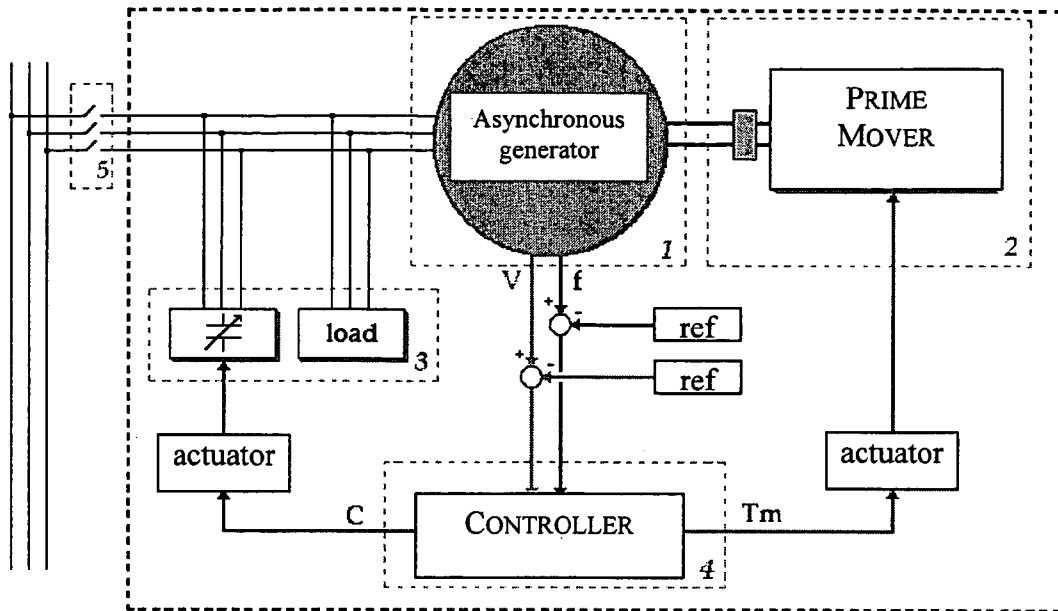 PRIME
MOVER
Asynchronous
generator
5
1
2
V
f
+
-
ref
load
3
+
-
ref
actuator
actuator
C
CONTROLLER
Tm
4